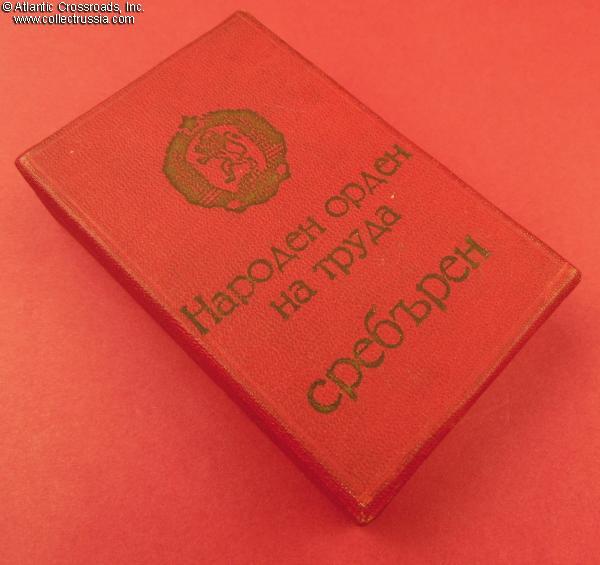 © Atlantic Crossroads, Inc.
www.collectrussia.com
Народен орден
на труда
сребърен